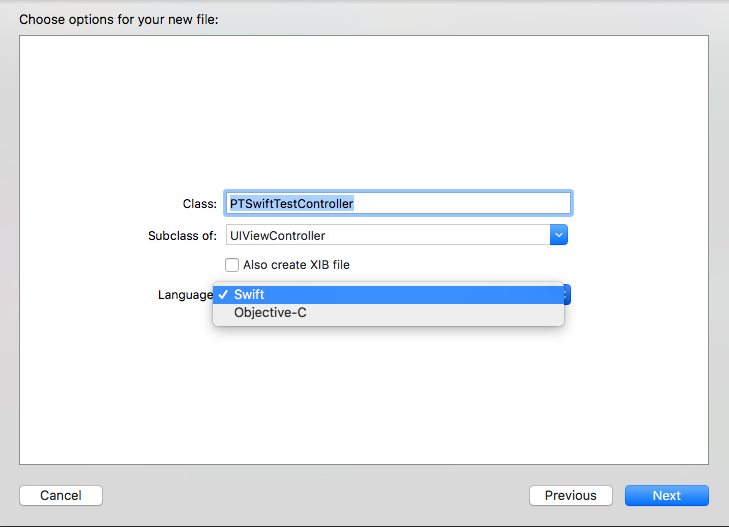 Choose options for your new file:
Class: PTSwiftTestController
Subclass of: UIViewController
Also create XIB file
Language ✓ Swift
Objective-C
Cancel Previous Next